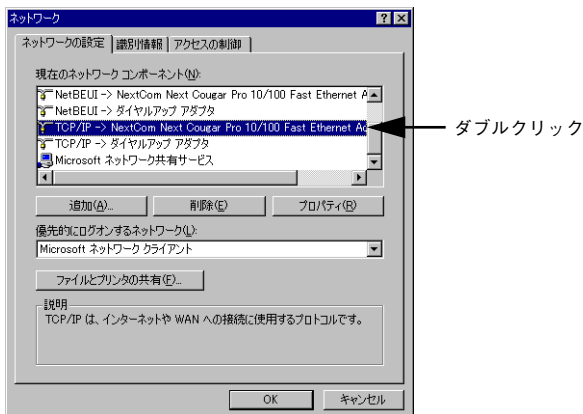 ネットワーク
ネットワークの設定 識別情報 アクセスの制御
現在のネットワーク コンポーネント(N):
NetBEUI -> NextCom Next Cougar Pro 10/100 Fast Ethernet A
NetBEUI -> ダイヤルアップ アダプタ
TCP/IP -> NextCom Next Cougar Pro 10/100 Fast Ethernet Ad
ダブルクリック
TCP/IP -> ダイヤルアップ アダプタ
Microsoft ネットワーク共有サービス
追加(A)... 削除(E) プロパティ(R)
優先的にログオンするネットワーク(L):
Microsoft ネットワーク クライアント
ファイルとプリンタの共有(F)...
説明
TCP/IP は、インターネットや WAN への接続に使用するプロトコルです。
OK キャンセル